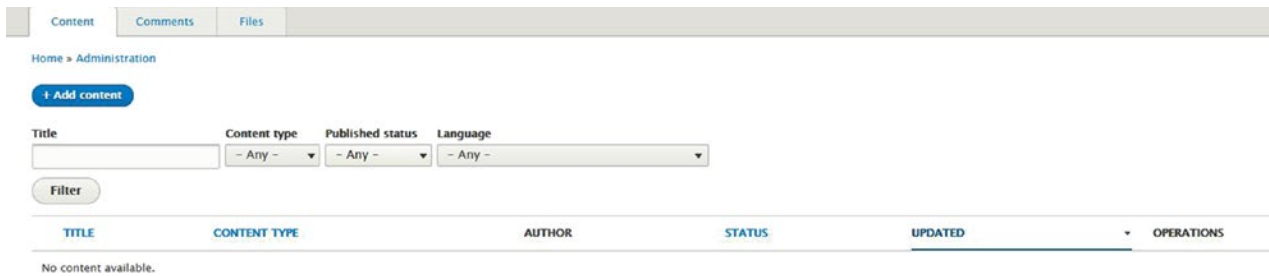 Content Comments Files
Home » Administration
+ Add content
Title Content type Published status Language
- Any - - Any - - Any -
Filter
TITLE CONTENT TYPE AUTHOR STATUS UPDATED OPERATIONS
No content available.